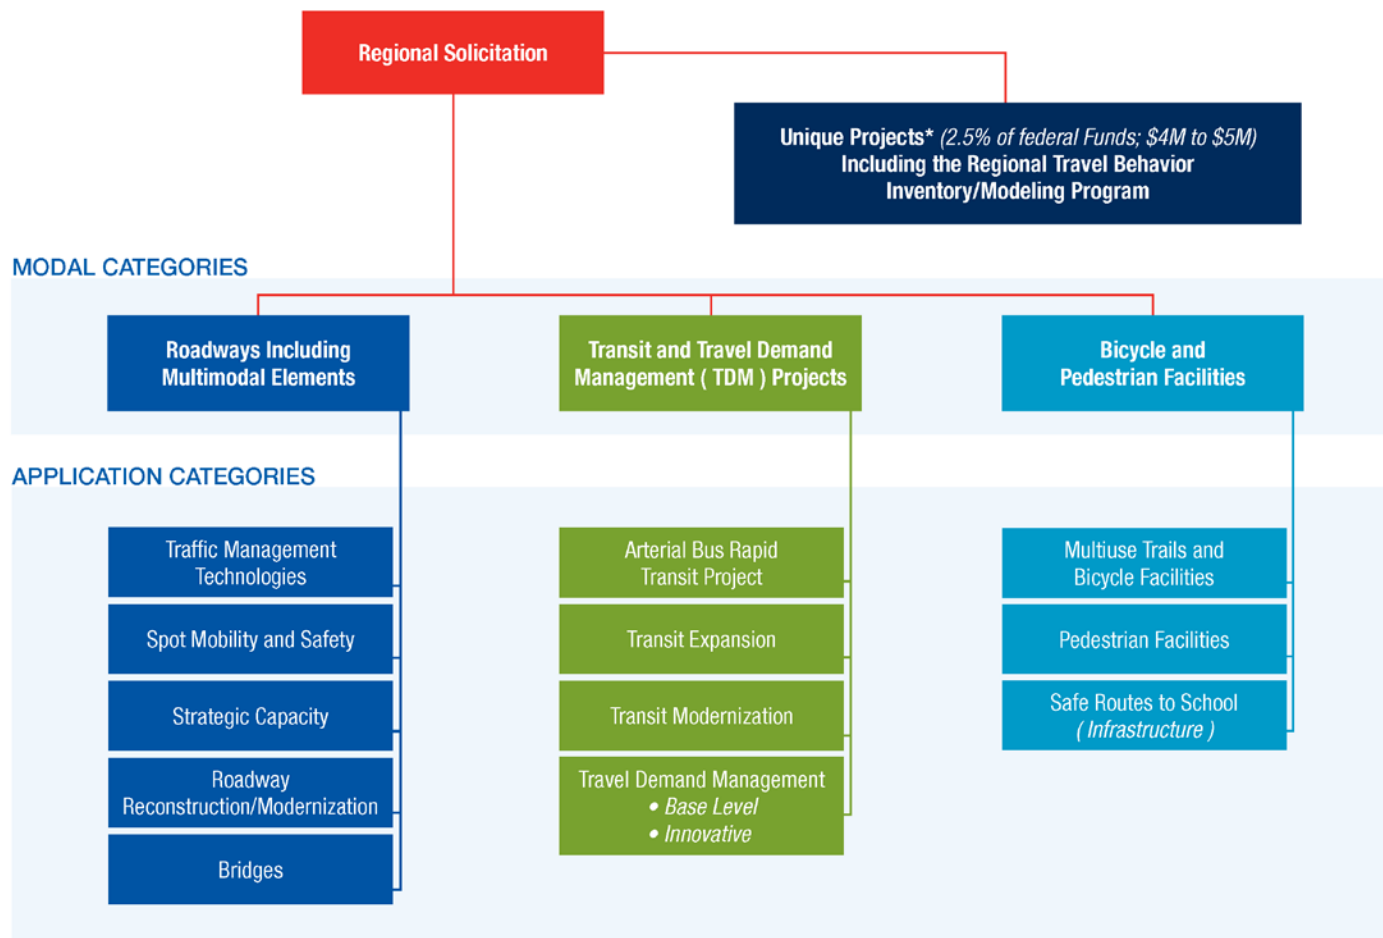 Regional Solicitation
Unique Projects* (2.5% of federal Funds; $4M to $5M)
Including the Regional Travel Behavior
Inventory/Modeling Program
MODAL CATEGORIES
Roadways Including
Multimodal Elements
Transit and Travel Demand
Management ( TDM ) Projects
Bicycle and
Pedestrian Facilities
APPLICATION CATEGORIES
Traffic Management
Technologies
Spot Mobility and Safety
Strategic Capacity
Roadway
Reconstruction/Modernization
Bridges
Arterial Bus Rapid
Transit Project
Transit Expansion
Transit Modernization
Travel Demand Management
• Base Level
• Innovative
Multiuse Trails and
Bicycle Facilities
Pedestrian Facilities
Safe Routes to School
( Infrastructure )